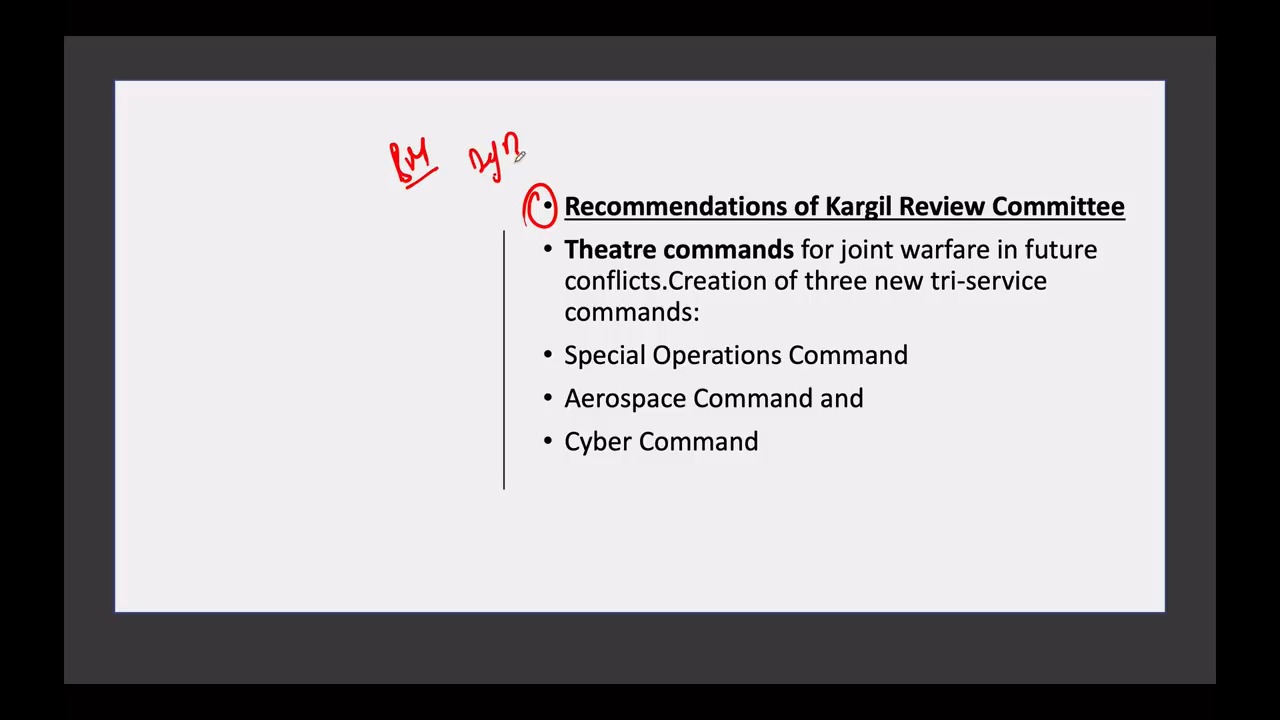 • Recommendations of Kargil Review Committee
• Theatre commands for joint warfare in future
conflicts.Creation of three new tri-service
commands:
• Special Operations Command
• Aerospace Command and
• Cyber Command